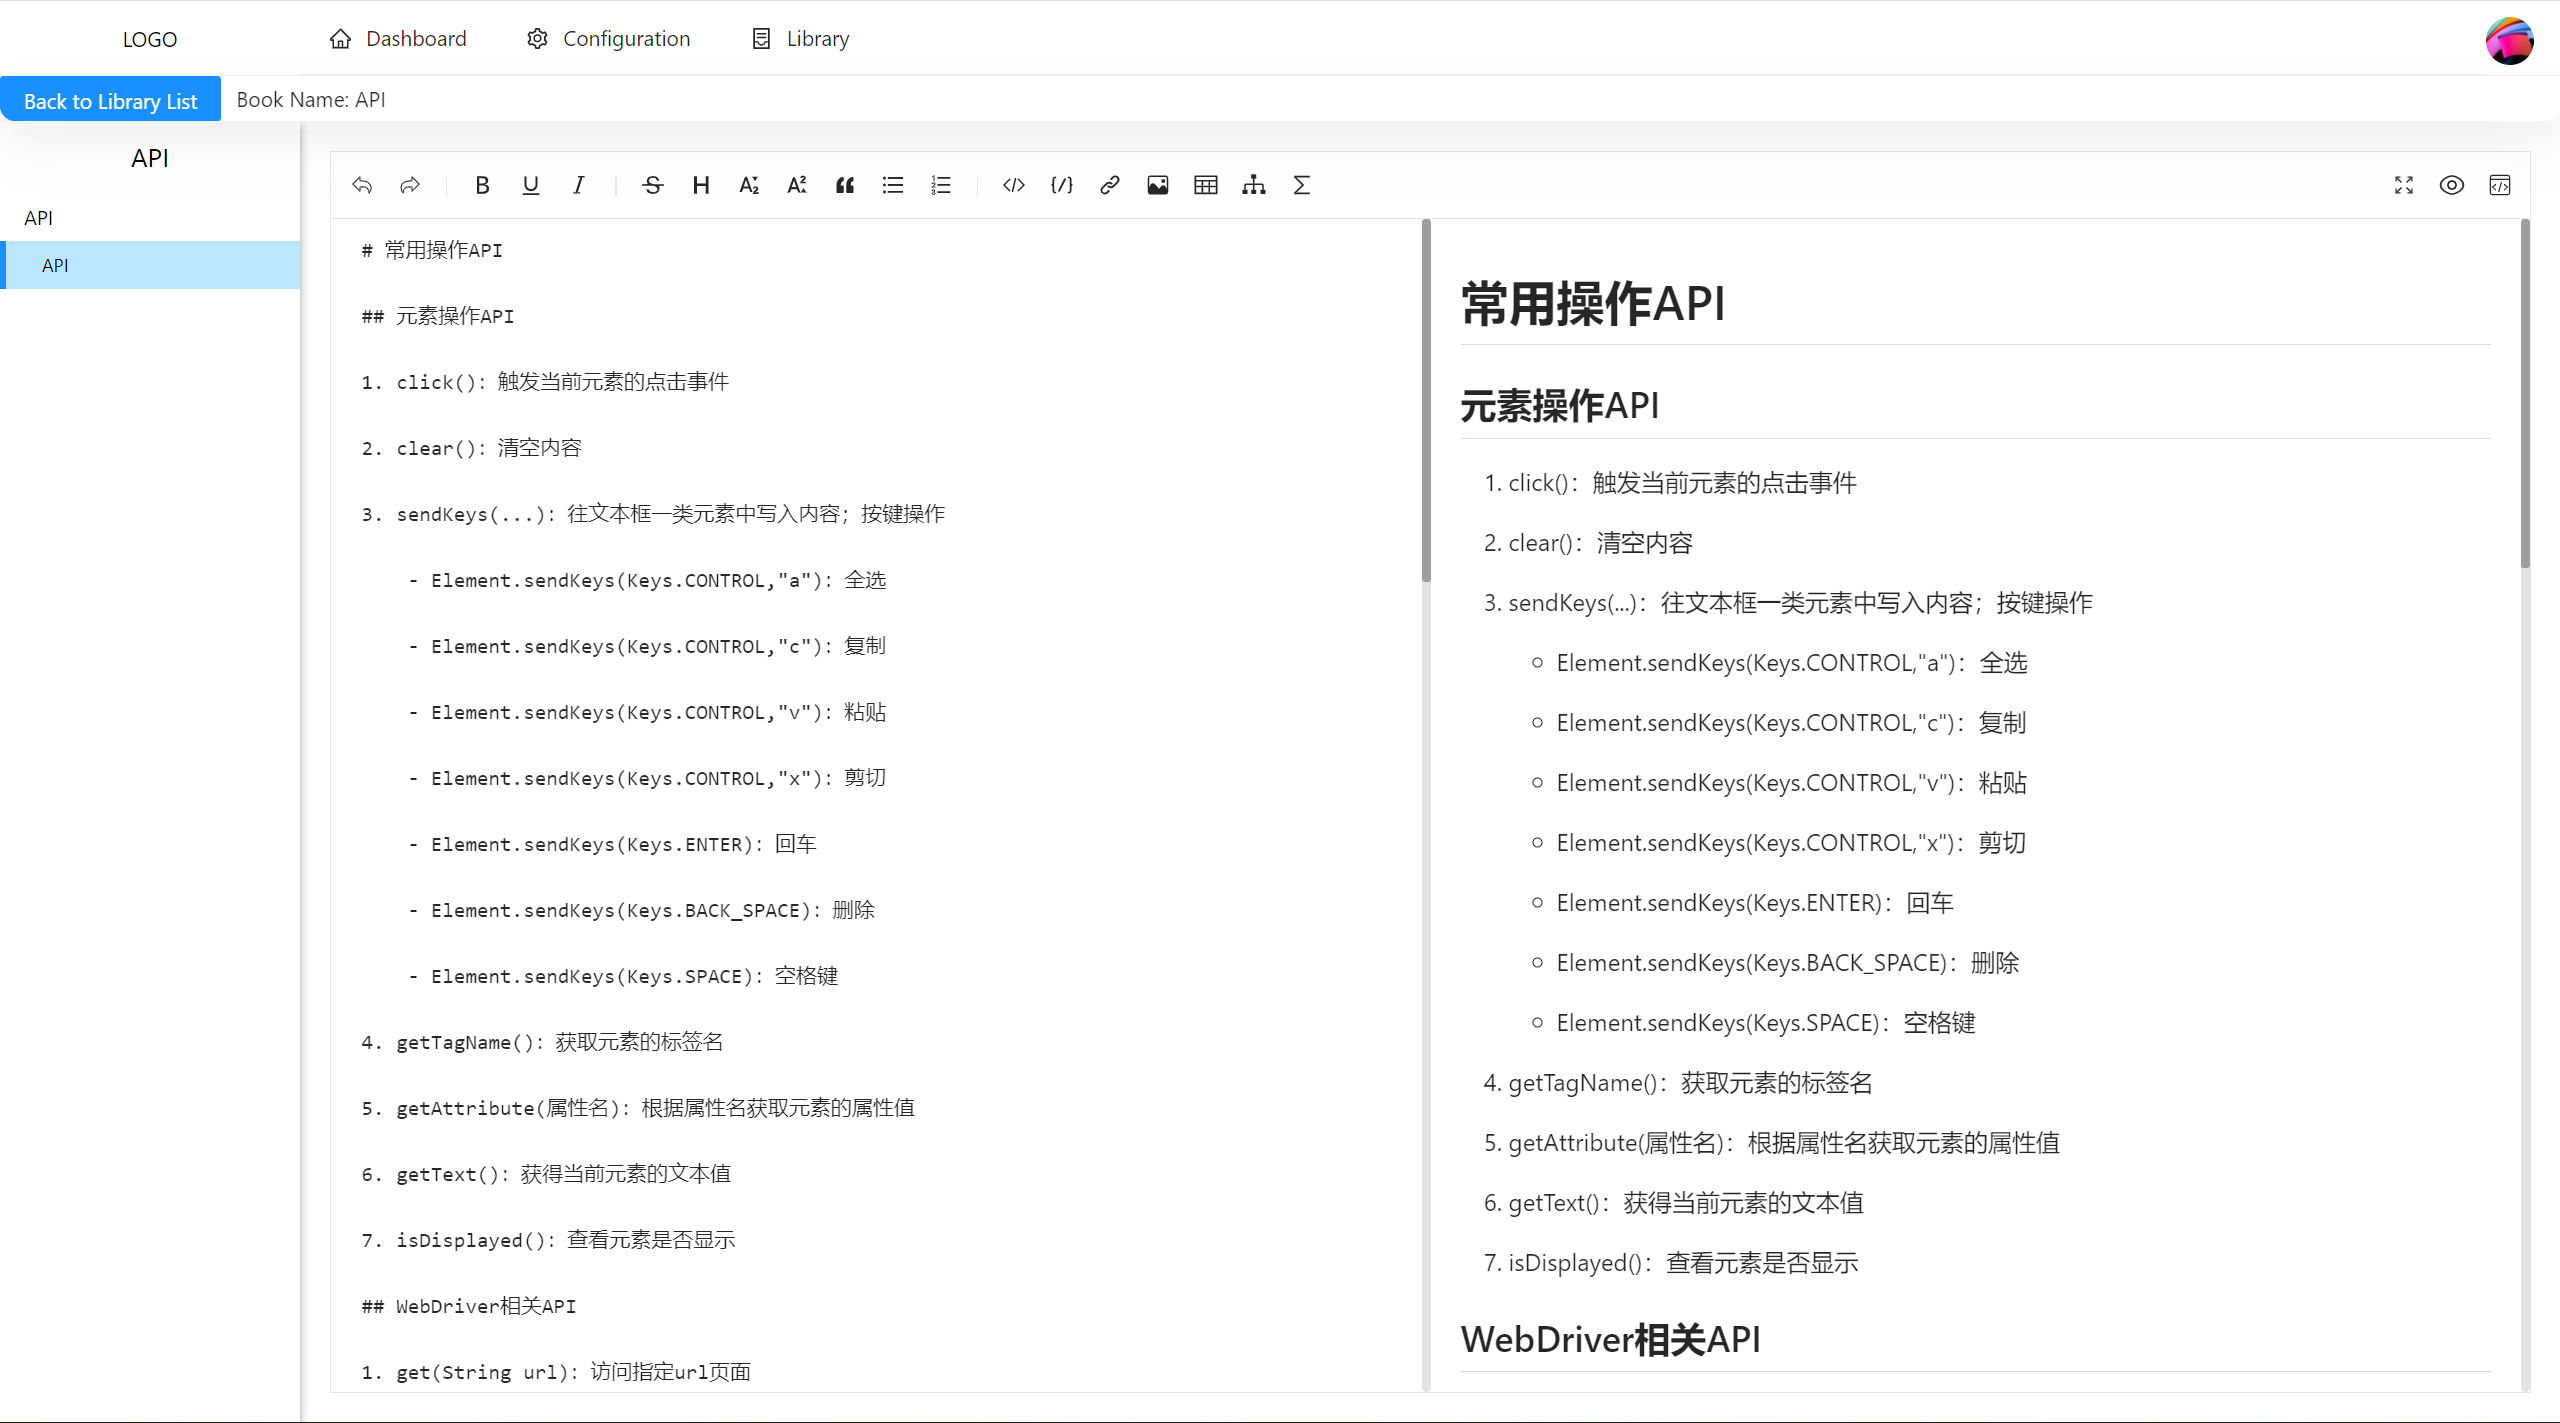 LOGO
Dashboard
Configuration
Library
Back to Library List
Book Name: API
API
API
API
# 常用操作API
## 元素操作API
1. click(): 触发当前元素的点击事件
2. clear(): 清空内容
3. sendKeys(...): 往文本框一类元素中写入内容；按键操作
- Element.sendKeys(Keys.CONTROL,"a"): 全选
- Element.sendKeys(Keys.CONTROL,"c"): 复制
- Element.sendKeys(Keys.CONTROL,"v"): 粘贴
- Element.sendKeys(Keys.CONTROL,"x"): 剪切
- Element.sendKeys(Keys.ENTER): 回车
- Element.sendKeys(Keys.BACK_SPACE): 删除
- Element.sendKeys(Keys.SPACE): 空格键
4. getTagName(): 获取元素的标签名
5. getAttribute(属性名): 根据属性名获取元素的属性值
6. getText(): 获得当前元素的文本值
7. isDisplayed(): 查看元素是否显示
## WebDriver相关API
1. get(String url): 访问指定url页面
常用操作API
元素操作API
1. click()：触发当前元素的点击事件
2. clear()：清空内容
3. sendKeys(...)：往文本框一类元素中写入内容；按键操作
Element.sendKeys(Keys.CONTROL,"a")：全选
Element.sendKeys(Keys.CONTROL,"c")：复制
Element.sendKeys(Keys.CONTROL,"v")：粘贴
Element.sendKeys(Keys.CONTROL,"x")：剪切
Element.sendKeys(Keys.ENTER)：回车
Element.sendKeys(Keys.BACK_SPACE)：删除
Element.sendKeys(Keys.SPACE)：空格键
4. getTagName()：获取元素的标签名
5. getAttribute(属性名)：根据属性名获取元素的属性值
6. getText()：获得当前元素的文本值
7. isDisplayed()：查看元素是否显示
WebDriver相关API